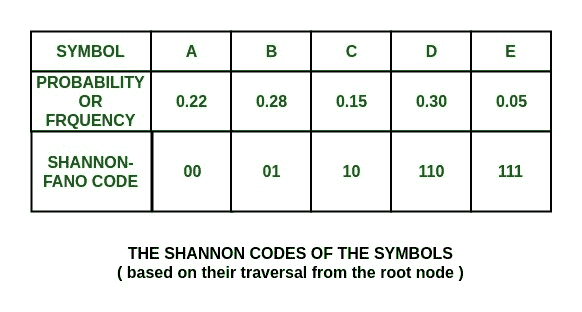 SYMBOL A B C D E
PROBABILITY
OR
FRQUENCY
0.22 0.28 0.15 0.30 0.05
SHANNON-
FANO CODE
00 01 10 110 111
THE SHANNON CODES OF THE SYMBOLS
( based on their traversal from the root node )